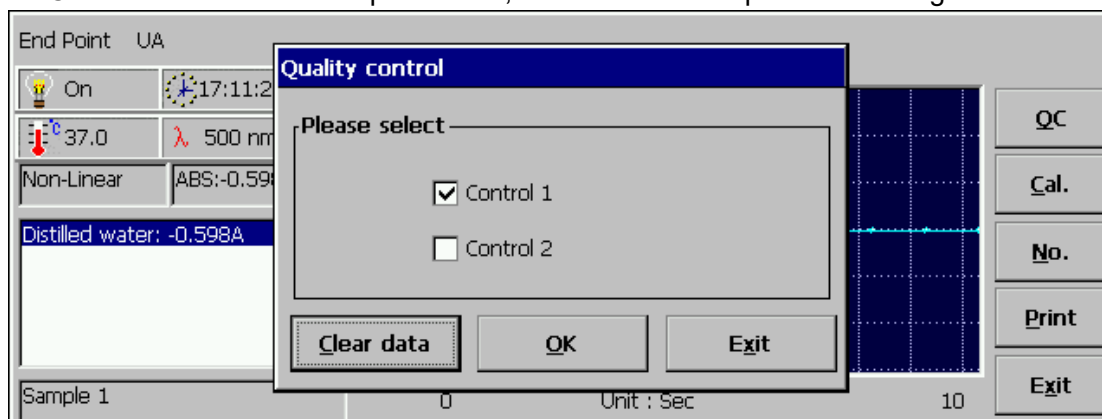 End Point UA
On
17:11:2
°C 37.0
λ 500 nm
Non-Linear
ABS:-0.598
Distilled water: -0.598A
Sample 1
Quality control
Please select
Control 1
Control 2
Clear data
OK
Exit
0
Unit : Sec
10
QC
Cal.
No.
Print
Exit